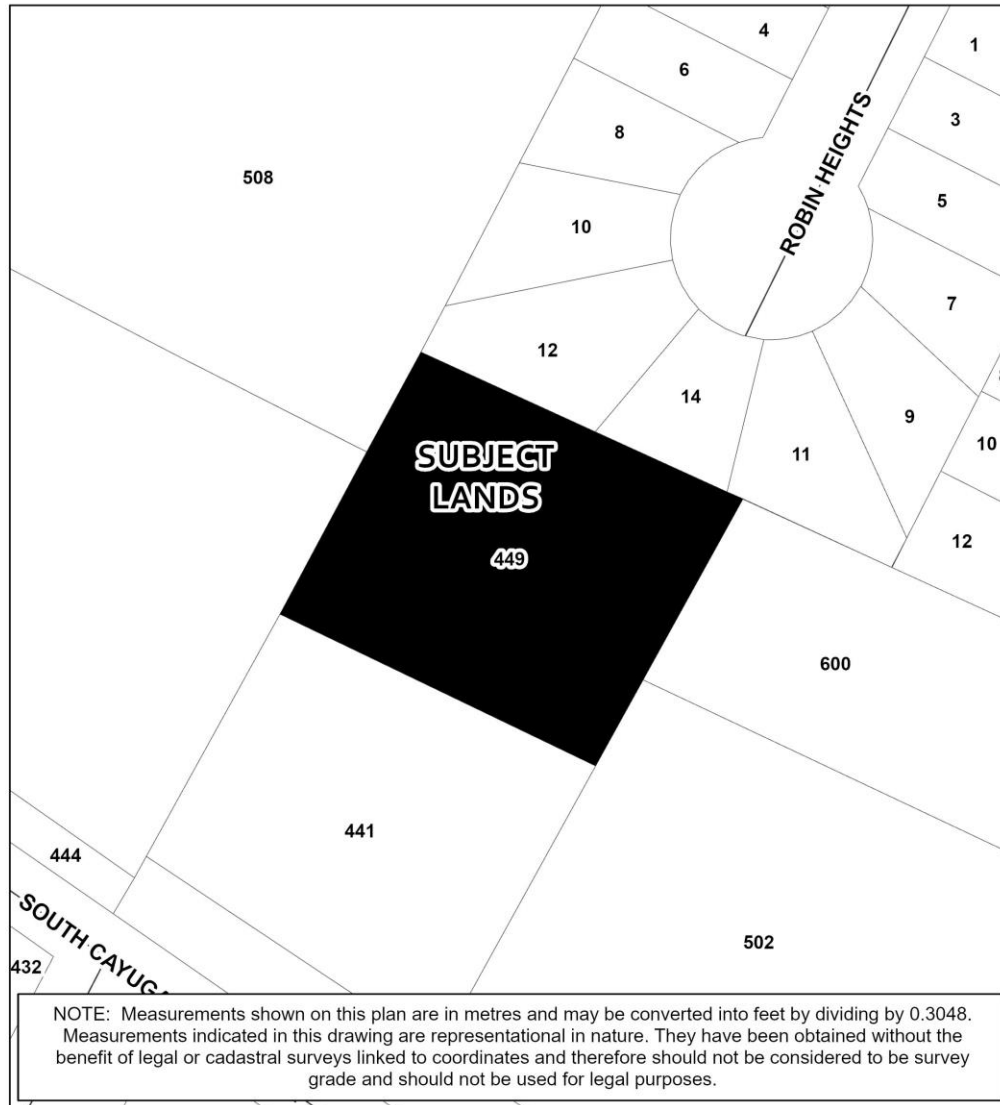 4
1
6
3
8
508
5
10
ROBIN HEIGHTS
7
12
14
9
10
11
SUBJECT
LANDS
12
449
600
441
444
502
SOUTH CAYUGA
432
NOTE: Measurements shown on this plan are in metres and may be converted into feet by dividing by 0.3048.
Measurements indicated in this drawing are representational in nature. They have been obtained without the
benefit of legal or cadastral surveys linked to coordinates and therefore should not be considered to be survey
grade and should not be used for legal purposes.